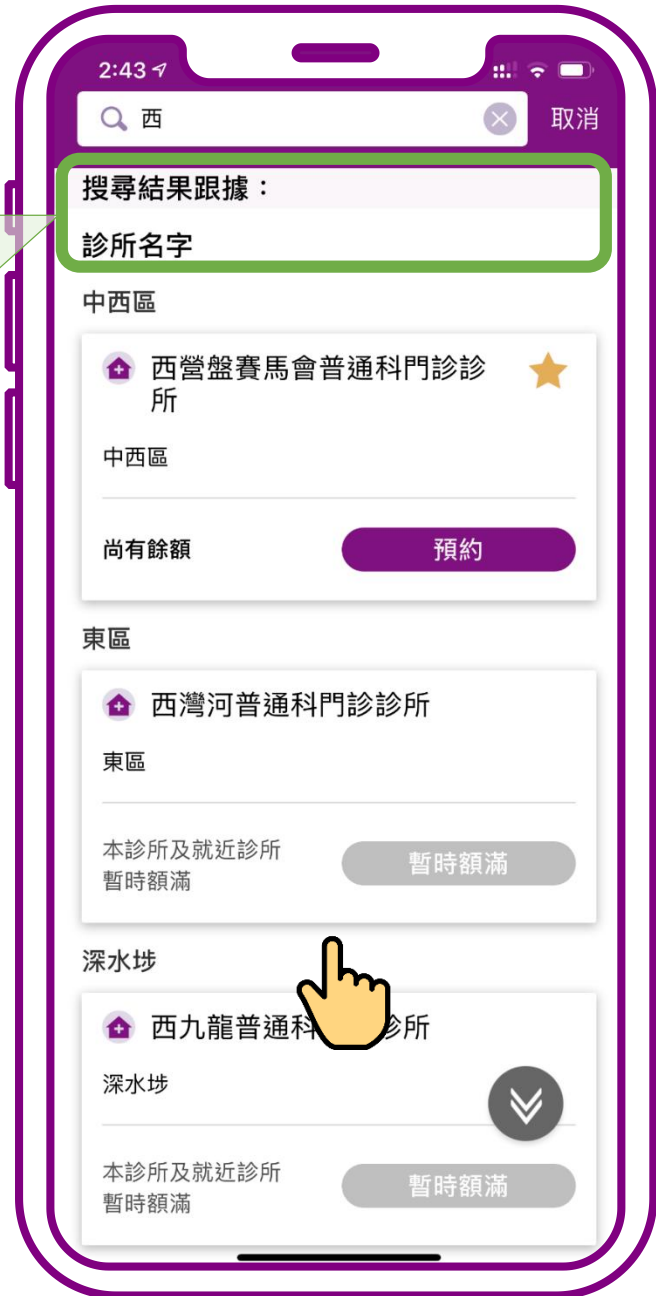 2:43
西
取消
搜尋結果跟據：
診所名字
中西區
西營盤賽馬會普通科門診診
所
中西區
尚有餘額
預約
東區
西灣河普通科門診診所
東區
本診所及就近診所
暫時額滿
暫時額滿
深水埗
西九龍普通科 診所
深水埗
本診所及就近診所
暫時額滿
暫時額滿